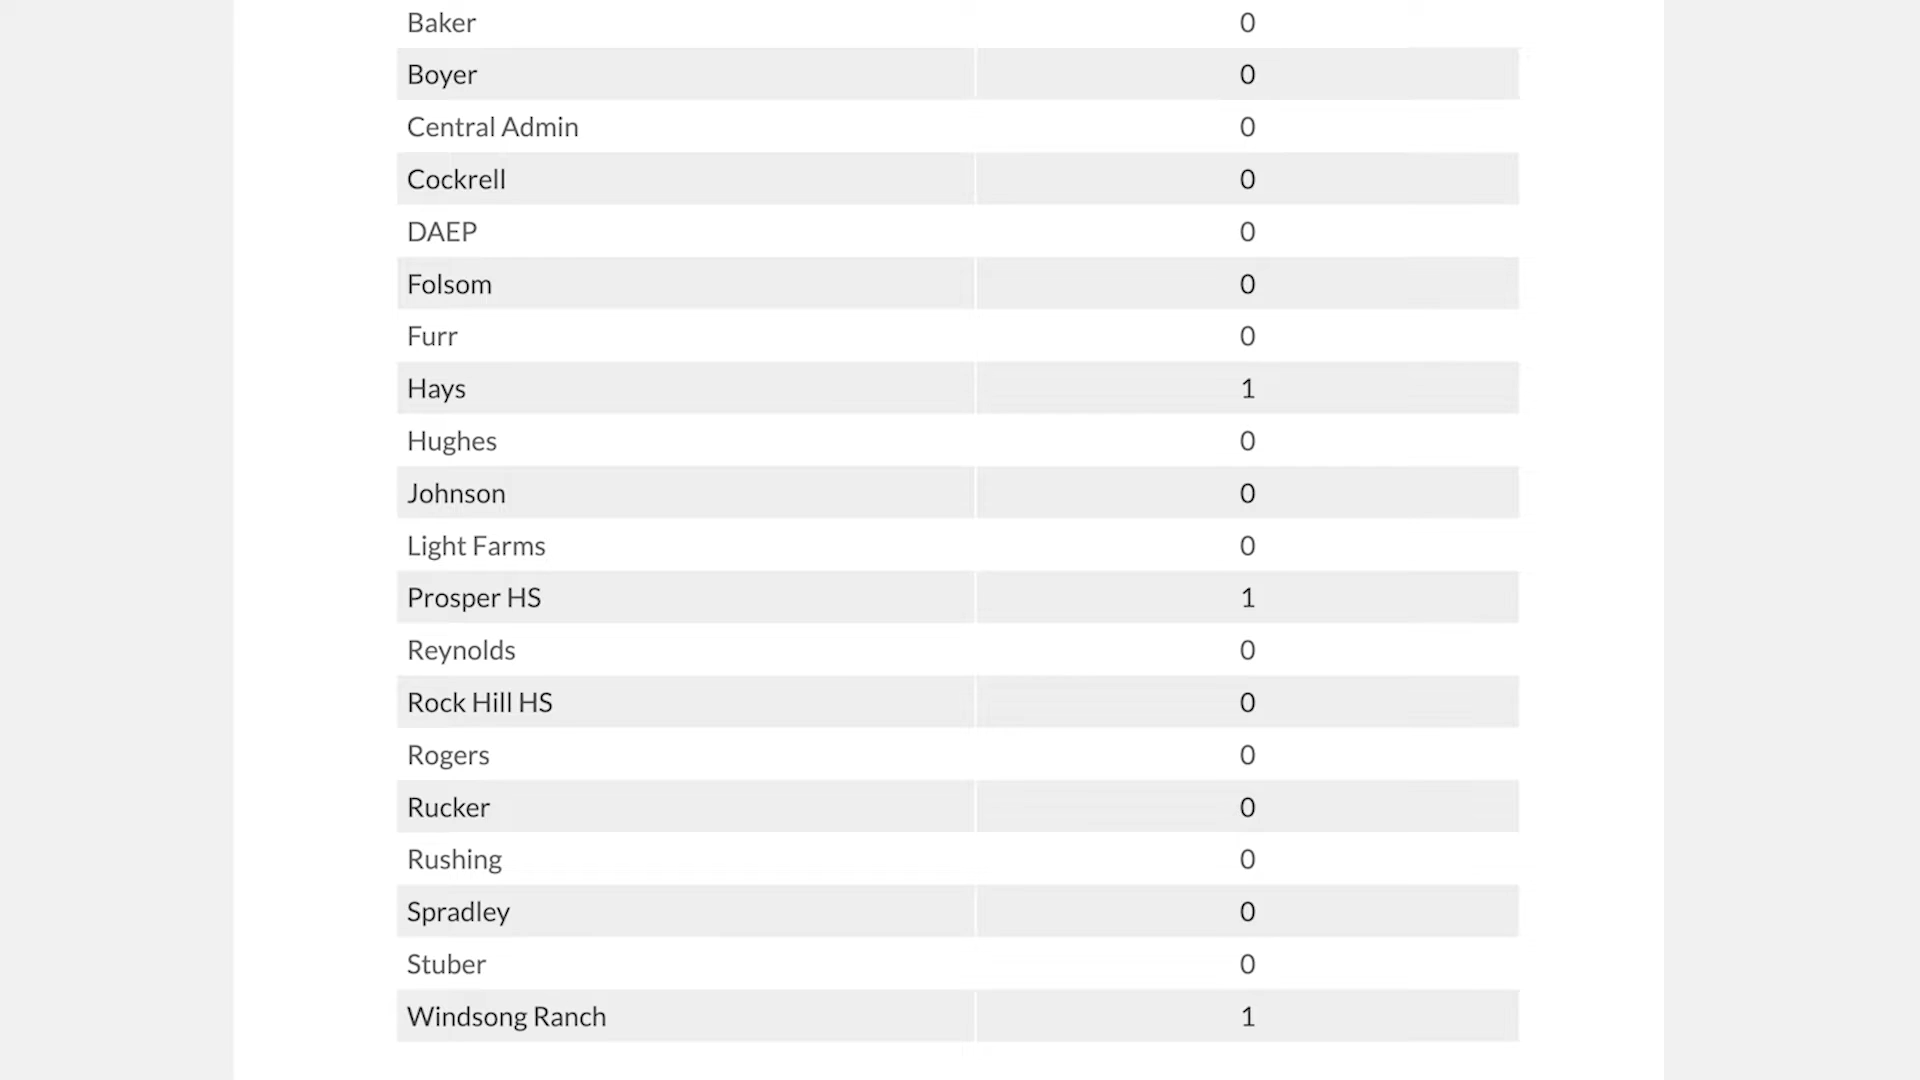 Baker 0
Boyer 0
Central Admin 0
Cockrell 0
DAEP 0
Folsom 0
Furr 0
Hays 1
Hughes 0
Johnson 0
Light Farms 0
Prosper HS 1
Reynolds 0
Rock Hill HS 0
Rogers 0
Rucker 0
Rushing 0
Spradley 0
Stuber 0
Windsong Ranch 1